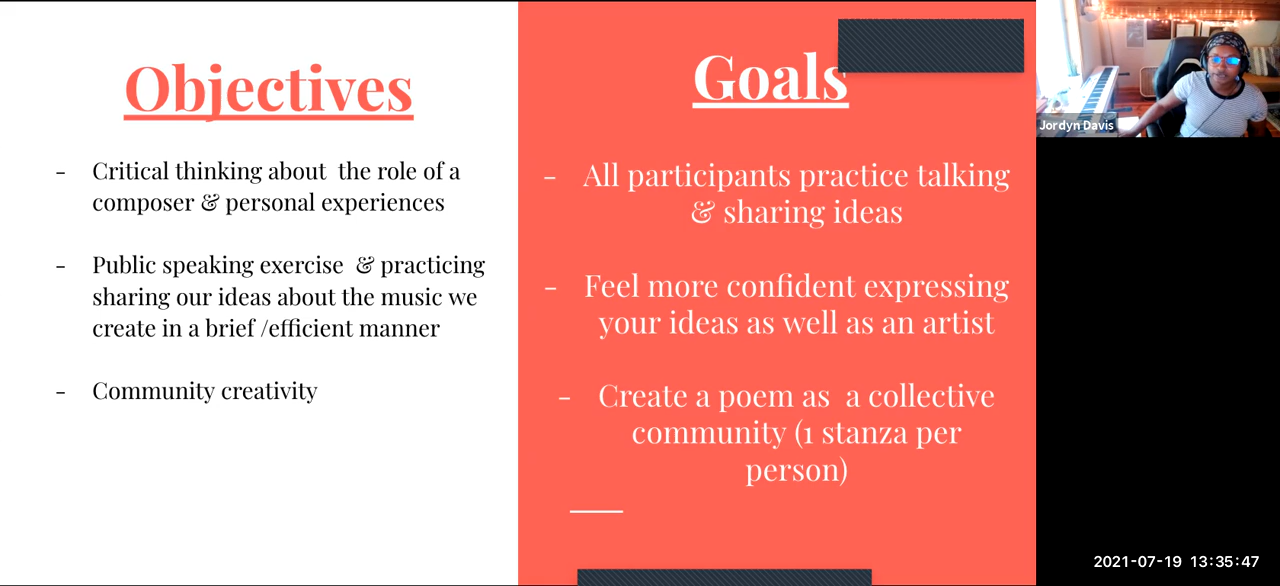 Objectives
- Critical thinking about  the role of a
composer & personal experiences
- Public speaking exercise  & practicing
sharing our ideas about the music we
create in a brief /efficient manner
- Community creativity
Goals
- All participants practice talking
& sharing ideas
- Feel more confident expressing
your ideas as well as an artist
- Create a poem as  a collective
community (1 stanza per
person)
Jordyn Davis
2021-07-19 13:35:47